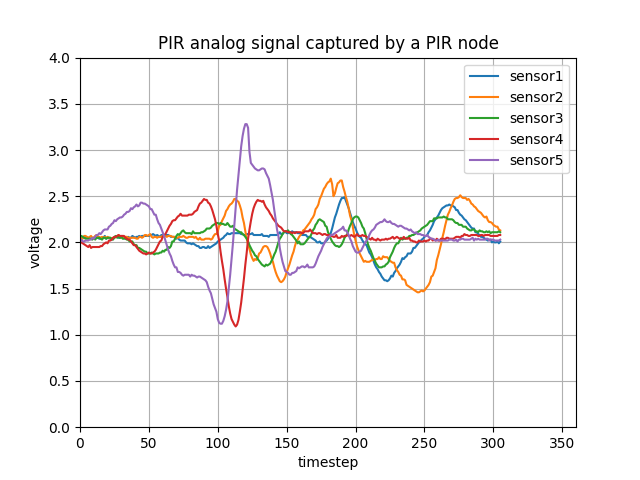 PIR analog signal captured by a PIR node
voltage
4.0
3.5
3.0
2.5
2.0
1.5
1.0
0.5
0.0
sensor1
sensor2
sensor3
sensor4
sensor5
0 50 100 150 200 250 300 350
timestep